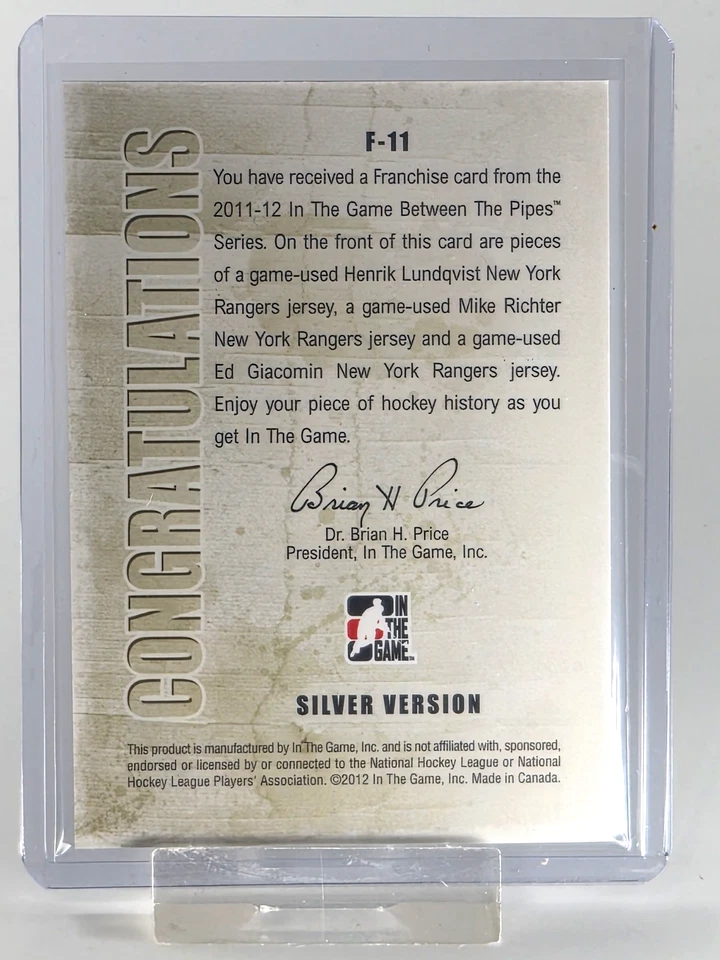 CONGRATULATIONS
F-11
You have received a Franchise card from the
2011-12 In The Game Between The Pipes™
Series. On the front of this card are pieces
of a game-used Henrik Lundqvist New York
Rangers jersey, a game-used Mike Richter
New York Rangers jersey and a game-used
Ed Giacomin New York Rangers jersey.
Enjoy your piece of hockey history as you
get In The Game.
Brian H Price
Dr. Brian H. Price
President, In The Game, Inc.
IN
THE
GAME
SILVER VERSION
This product is manufactured by In The Game, Inc. and is not affiliated with, sponsored,
endorsed or licensed by or connected to the National Hockey League or National
Hockey League Players' Association. ©2012 In The Game, Inc. Made in Canada.